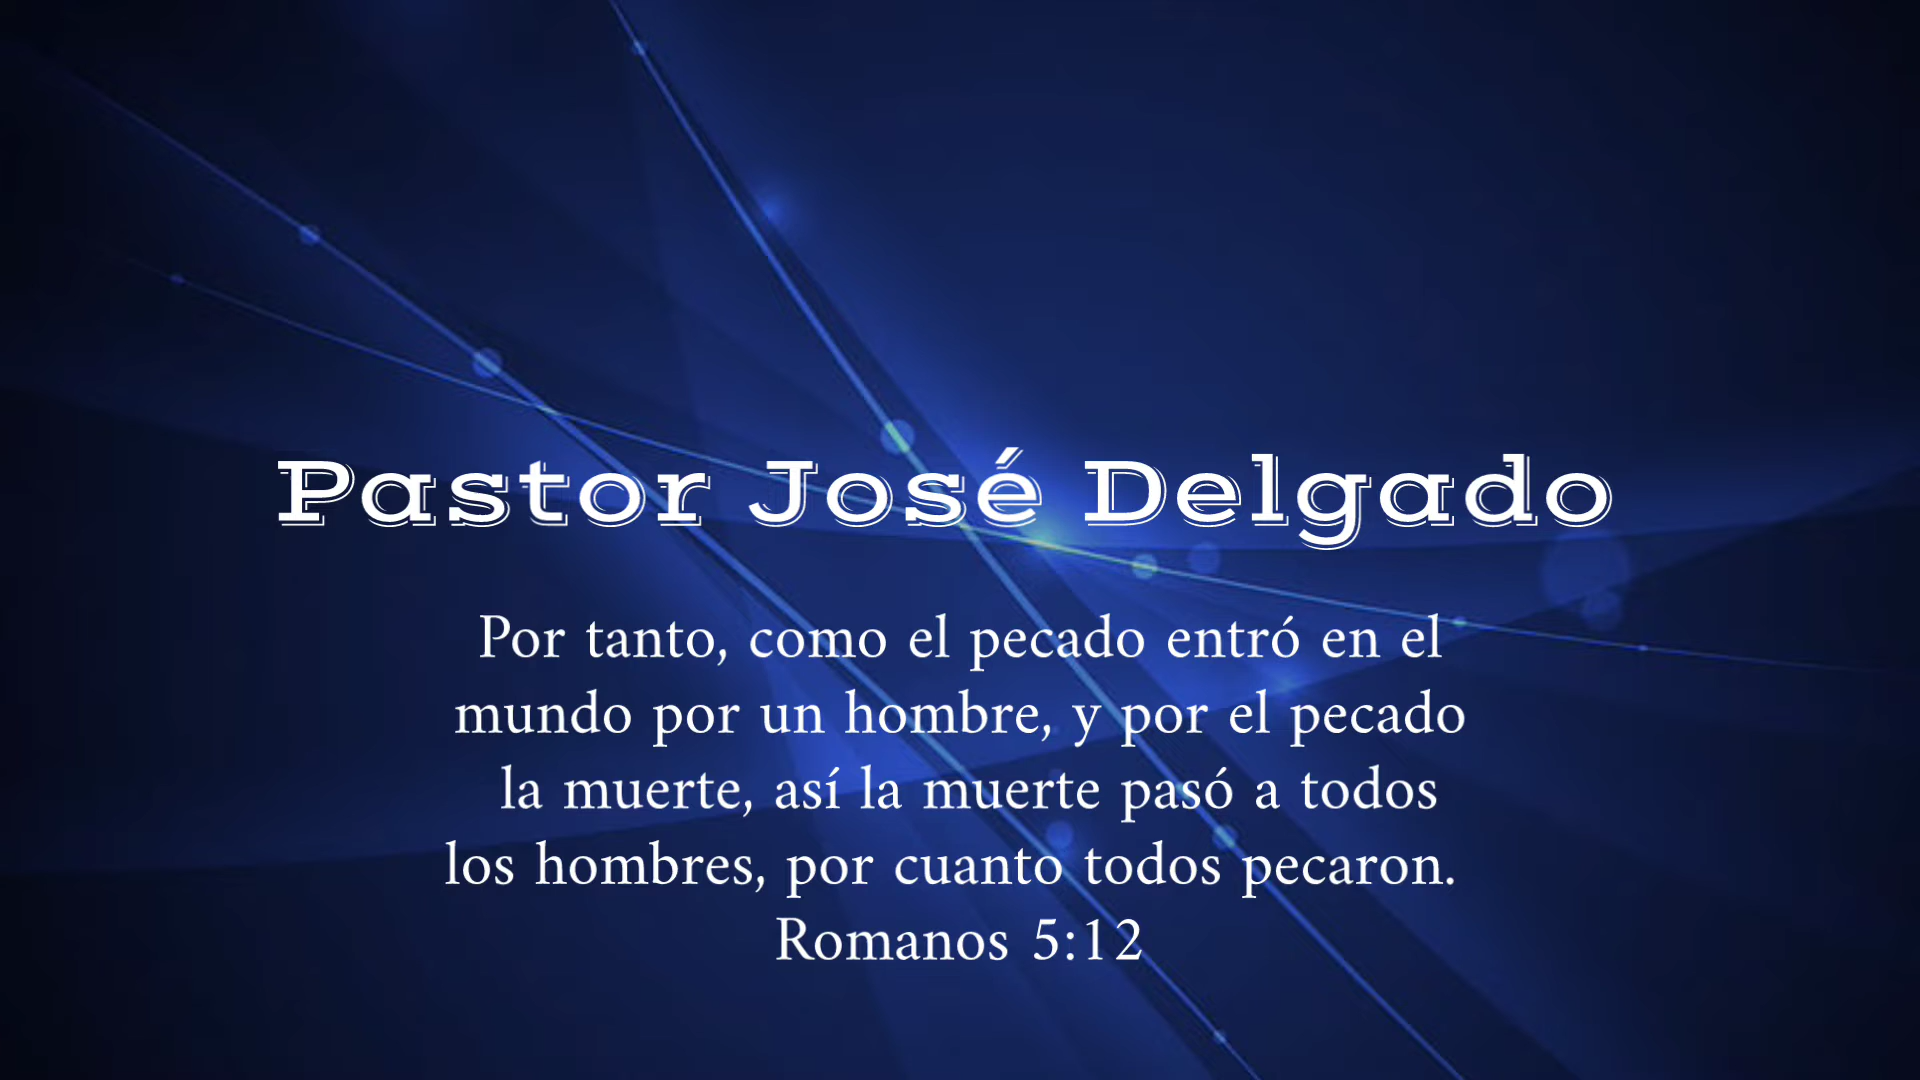 Pastor José Delgado
Por tanto, como el pecado entró en el
mundo por un hombre, y por el pecado
la muerte, así la muerte pasó a todos
los hombres, por cuanto todos pecaron.
Romanos 5:12